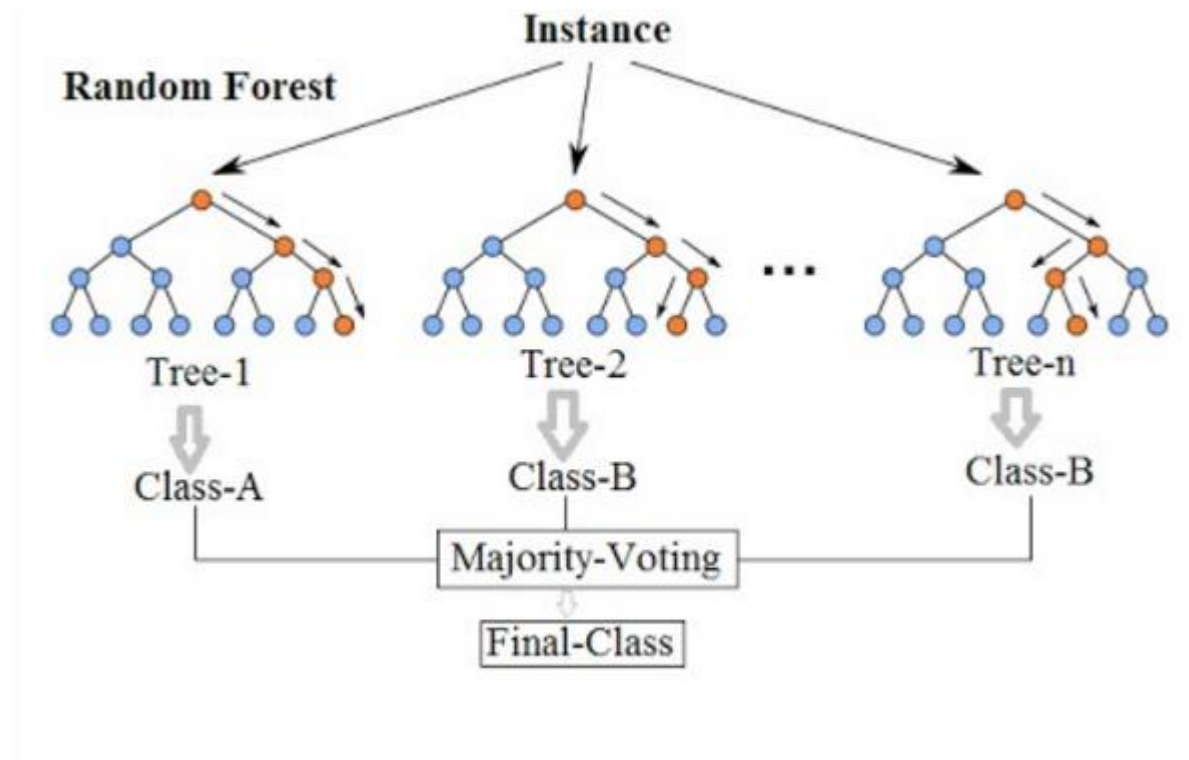 Instance
Random Forest
...
Tree-1
Tree-2
Tree-n
Class-A
Class-B
Class-B
Majority-Voting
Final-Class